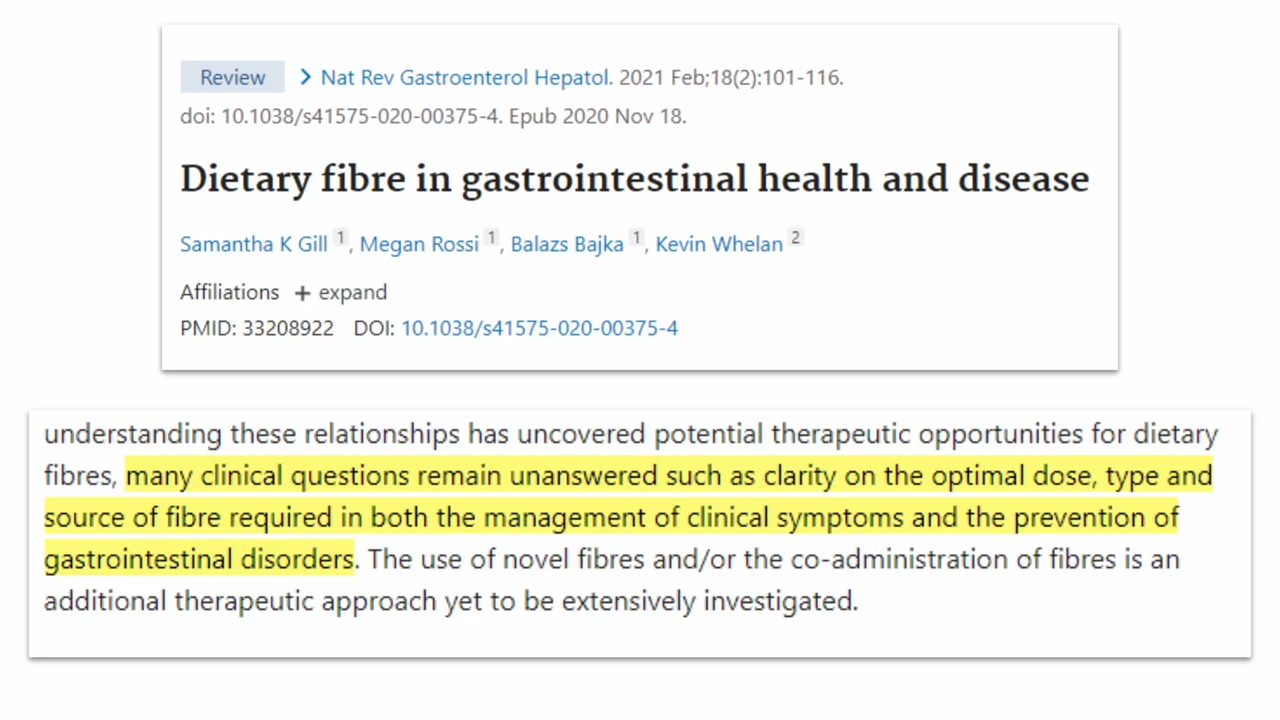 Review > Nat Rev Gastroenterol Hepatol. 2021 Feb;18(2):101-116.
doi: 10.1038/s41575-020-00375-4. Epub 2020 Nov 18.
Dietary fibre in gastrointestinal health and disease
Samantha K Gill 1, Megan Rossi 1, Balazs Bajka 1, Kevin Whelan 2
Affiliations + expand
PMID: 33208922 DOI: 10.1038/s41575-020-00375-4
understanding these relationships has uncovered potential therapeutic opportunities for dietary
fibres, many clinical questions remain unanswered such as clarity on the optimal dose, type and
source of fibre required in both the management of clinical symptoms and the prevention of
gastrointestinal disorders. The use of novel fibres and/or the co-administration of fibres is an
additional therapeutic approach yet to be extensively investigated.